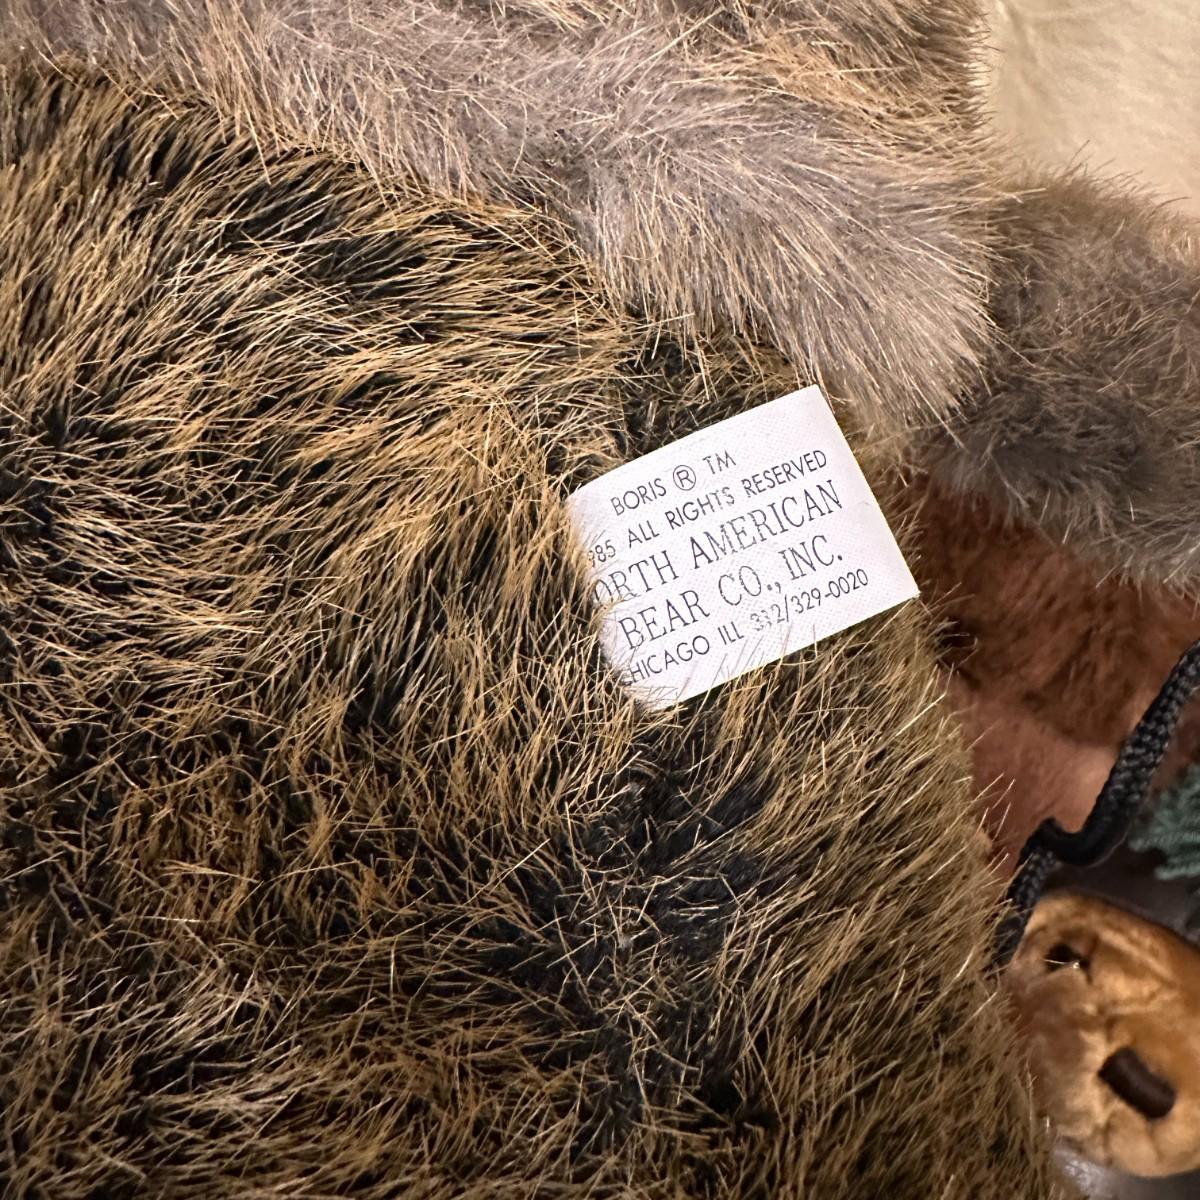 BORIS ® TM
985 ALL RIGHTS RESERVED
ORTH AMERICAN
BEAR CO., INC.
CHICAGO ILL 332/329-0020